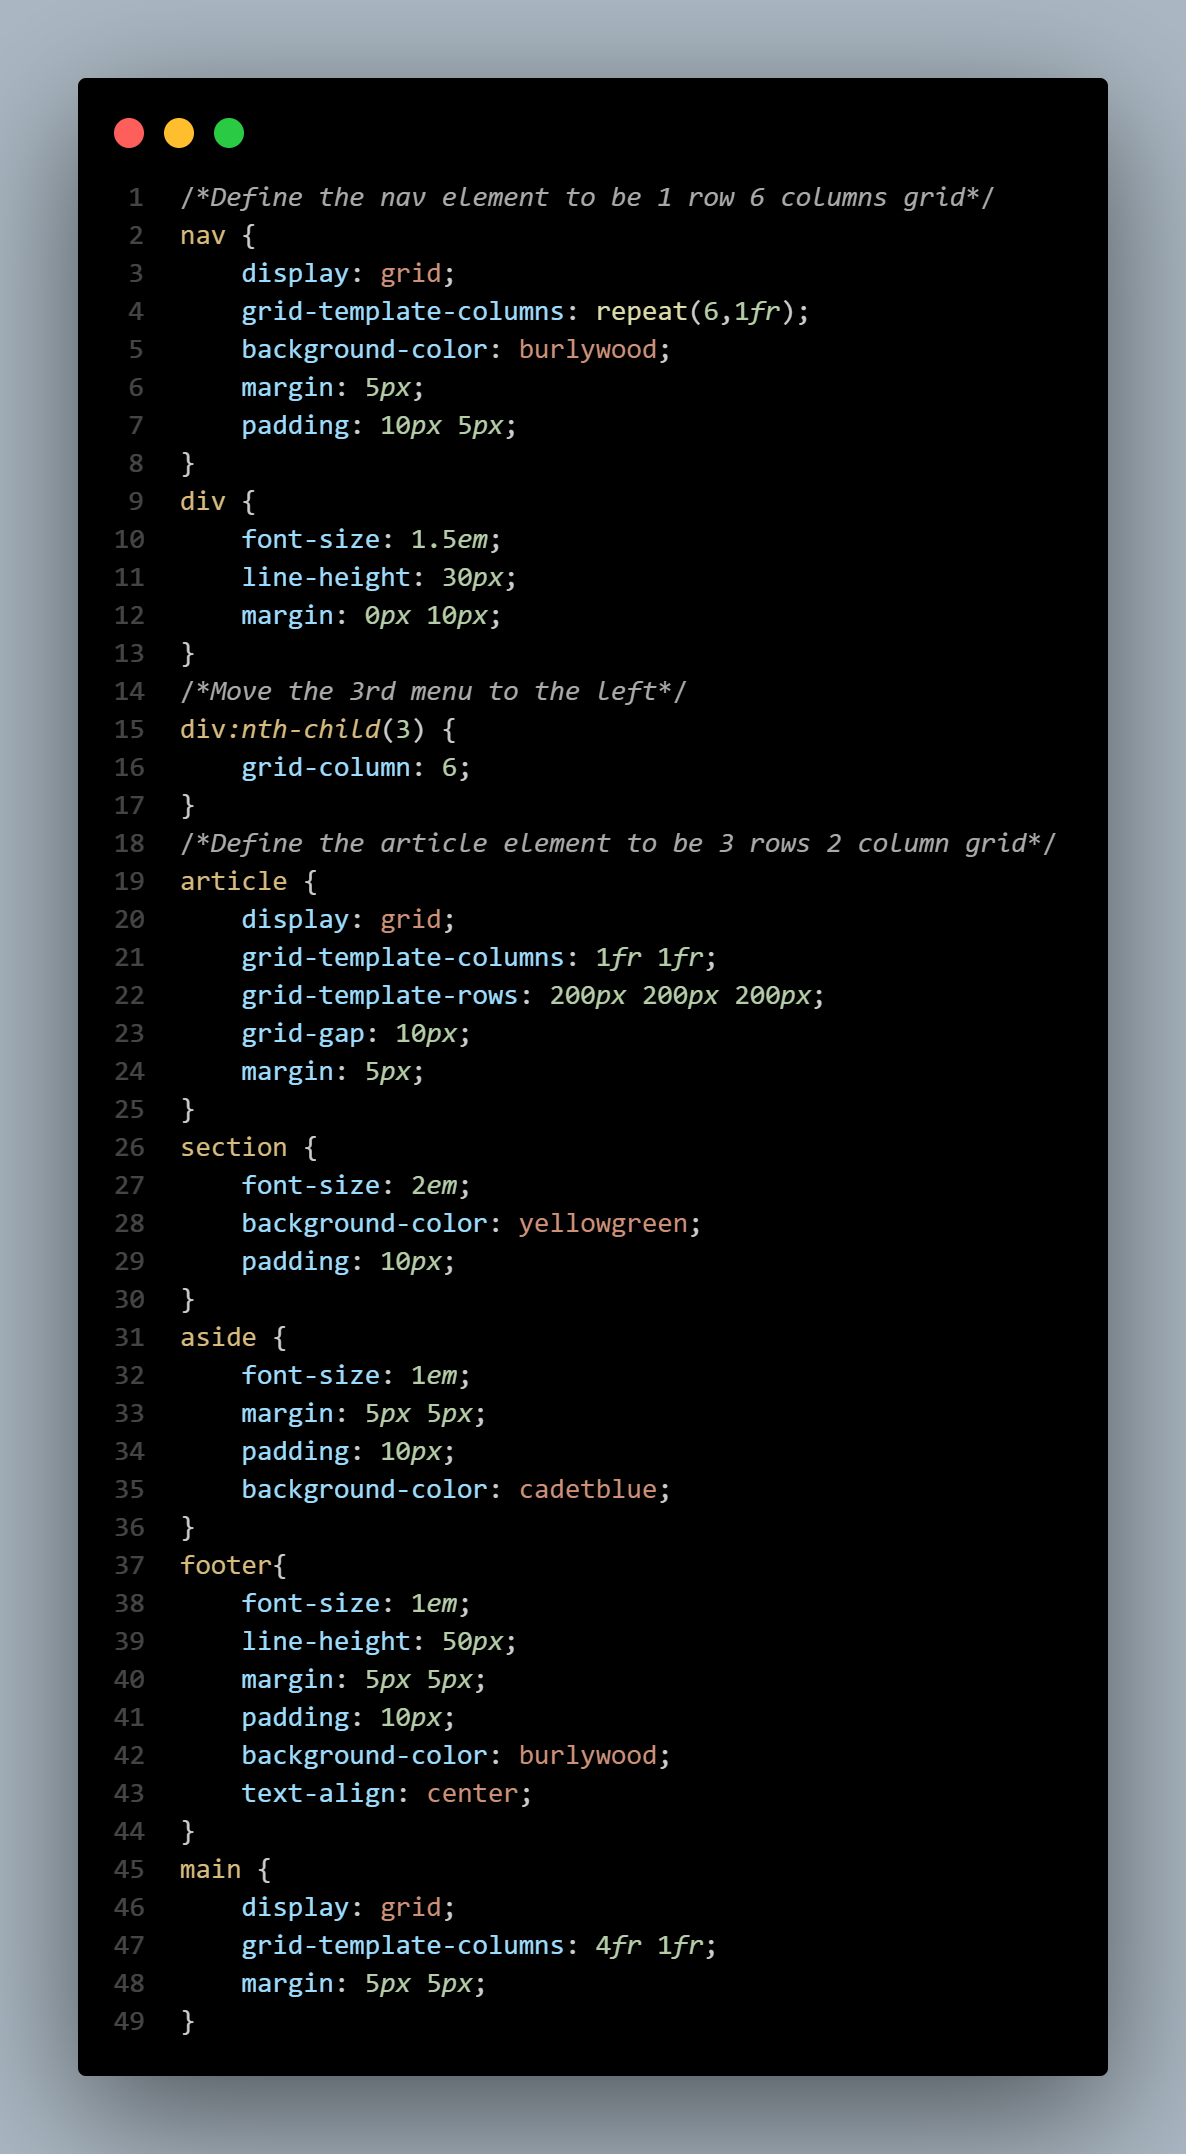 1 /*Define the nav element to be 1 row 6 columns grid*/
2 nav {
3     display: grid;
4     grid-template-columns: repeat(6,1fr);
5     background-color: burlywood;
6     margin: 5px;
7     padding: 10px 5px;
8 }
9 div {
10     font-size: 1.5em;
11     line-height: 30px;
12     margin: 0px 10px;
13 }
14 /*Move the 3rd menu to the left*/
15 div:nth-child(3) {
16     grid-column: 6;
17 }
18 /*Define the article element to be 3 rows 2 column grid*/
19 article {
20     display: grid;
21     grid-template-columns: 1fr 1fr;
22     grid-template-rows: 200px 200px 200px;
23     grid-gap: 10px;
24     margin: 5px;
25 }
26 section {
27     font-size: 2em;
28     background-color: yellowgreen;
29     padding: 10px;
30 }
31 aside {
32     font-size: 1em;
33     margin: 5px 5px;
34     padding: 10px;
35     background-color: cadetblue;
36 }
37 footer{
38     font-size: 1em;
39     line-height: 50px;
40     margin: 5px 5px;
41     padding: 10px;
42     background-color: burlywood;
43     text-align: center;
44 }
45 main {
46     display: grid;
47     grid-template-columns: 4fr 1fr;
48     margin: 5px 5px;
49 }